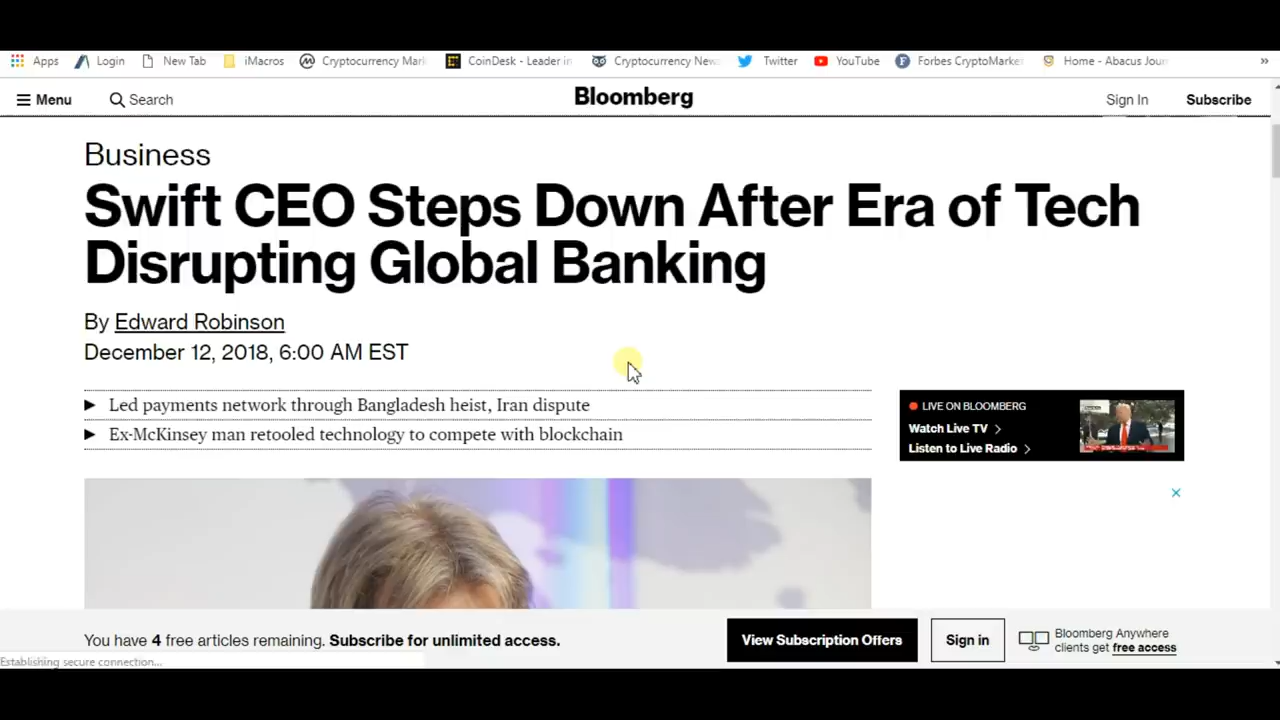 Apps Login New Tab iMacros Cryptocurrency Mark CoinDesk - Leader in Cryptocurrency News Twitter YouTube Forbes CryptoMarket Home - Abacus Journ »
Menu Search Bloomberg Sign In Subscribe
Business
Swift CEO Steps Down After Era of Tech
Disrupting Global Banking
By Edward Robinson
December 12, 2018, 6:00 AM EST
► Led payments network through Bangladesh heist, Iran dispute
► Ex-McKinsey man retooled technology to compete with blockchain
LIVE ON BLOOMBERG
Watch Live TV >
Listen to Live Radio >
You have 4 free articles remaining. Subscribe for unlimited access.
View Subscription Offers
Sign in
Bloomberg Anywhere
clients get free access
Establishing secure connection...